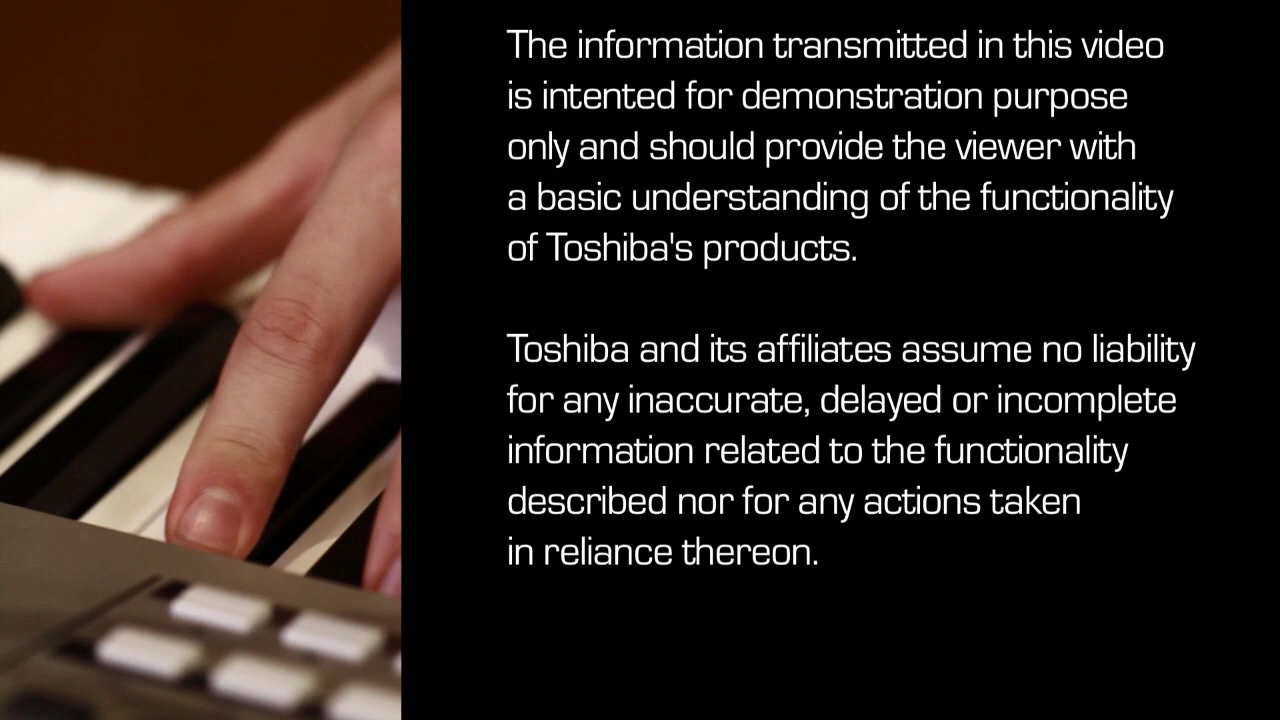 The information transmitted in this video
is intented for demonstration purpose
only and should provide the viewer with
a basic understanding of the functionality
of Toshiba's products.
Toshiba and its affiliates assume no liability
for any inaccurate, delayed or incomplete
information related to the functionality
described nor for any actions taken
in reliance thereon.